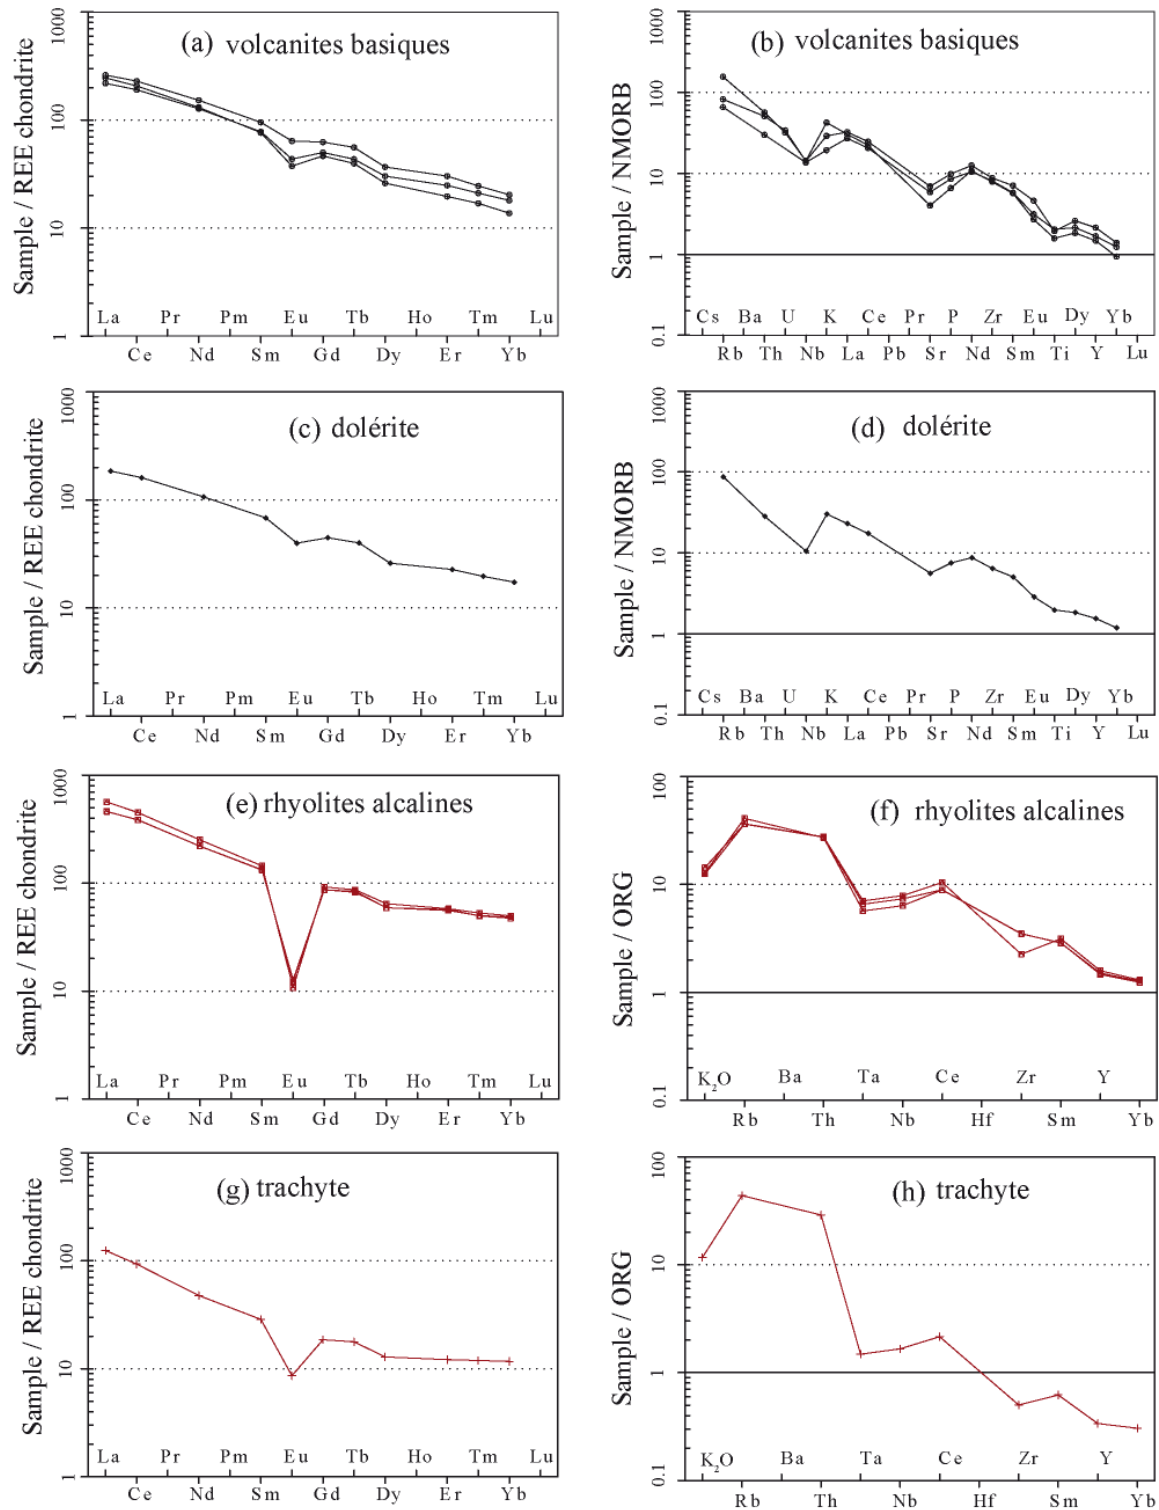 (a) volcanites basiques
Sample / REE chondrite
1000
100
10
1
La Pr Pm Eu Tb Ho Tm Lu
Ce Nd Sm Gd Dy Er Yb
(b) volcanites basiques
Sample / NMORB
1000
100
10
1
0.1
Cs Ba U K Ce Pr P Zr Eu Dy Yb
Rb Th Nb La Pb Sr Nd Sm Ti Y Lu
(c) dolérite
Sample / REE chondrite
1000
100
10
1
La Pr Pm Eu Tb Ho Tm Lu
Ce Nd Sm Gd Dy Er Yb
(d) dolérite
Sample / NMORB
1000
100
10
1
0.1
Cs Ba U K Ce Pr P Zr Eu Dy Yb
Rb Th Nb La Pb Sr Nd Sm Ti Y Lu
(e) rhyolites alcalines
Sample / REE chondrite
1000
100
10
1
La Pr Pm Eu Tb Ho Tm Lu
Ce Nd Sm Gd Dy Er Yb
(f) rhyolites alcalines
Sample / ORG
100
10
1
0.1
K₂O Ba Ta Ce Zr Y
Rb Th Nb Hf Sm Yb
(g) trachyte
Sample / REE chondrite
1000
100
10
1
La Pr Pm Eu Tb Ho Tm Lu
Ce Nd Sm Gd Dy Er Yb
(h) trachyte
Sample / ORG
100
10
1
0.1
K₂O Ba Ta Ce Zr Y
Rb Th Nb Hf Sm Yb